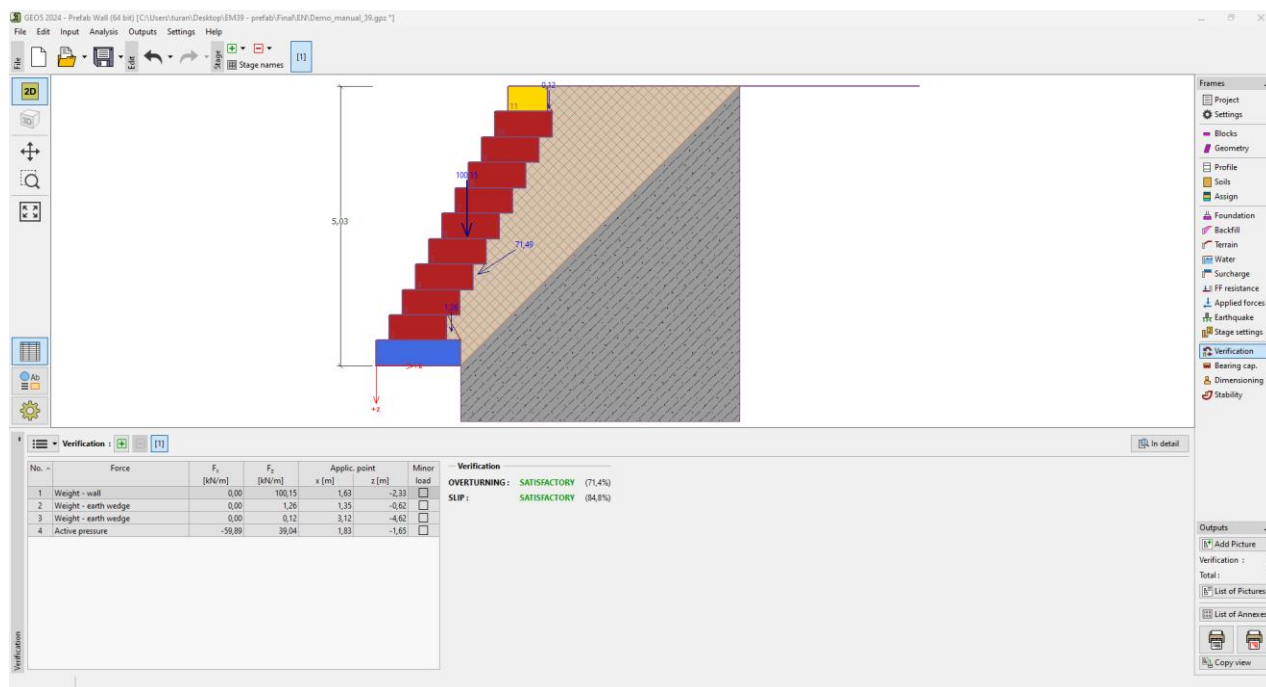 GEO5 2024 - Prefab Wall (64 bit) [C:\Users\turan\Desktop\EM39 - prefab\Final\EN\Demo_manual_39.gpz *]
File Edit Input Analysis Outputs Settings Help
File
Edit
Stage
Stage names
[1]
2D
3D
Ab
0,12
11
100,15
5,03
71,49
1,26
+x
+z
Frames
Project
Settings
Blocks
Geometry
Profile
Soils
Assign
Foundation
Backfill
Terrain
Water
Surcharge
FF resistance
Applied forces
Earthquake
Stage settings
Verification
Bearing cap.
Dimensioning
Stability
Verification : [1]
In detail
No. Force Fx Fz Applic. point Minor
[kN/m] [kN/m] x [m] z [m] load
1 Weight - wall 0,00 100,15 1,63 -2,33
2 Weight - earth wedge 0,00 1,26 1,35 -0,62
3 Weight - earth wedge 0,00 0,12 3,12 -4,62
4 Active pressure -59,89 39,04 1,83 -1,65
Verification
OVERTURNING : SATISFACTORY (71,4%)
SLIP : SATISFACTORY (84,8%)
Verification
Outputs
Add Picture
Verification :
Total :
List of Pictures
List of Annexes
Copy view